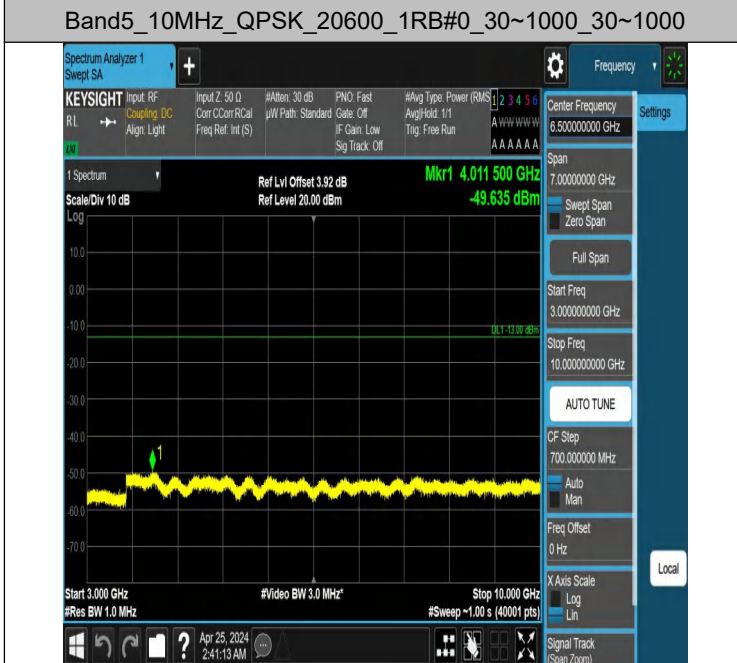 Band5_10MHz_QPSK_20600_1RB#0_30~1000_30~1000
Spectrum Analyzer 1
Swept SA
+
Frequency
KEYSIGHT
RL
Input: RF
Coupling: DC
Align: Light
Input Z: 50 Ω
Corr CCorr RCal
Freq Ref: Int (S)
#Atten: 30 dB
µW Path: Standard
PNO: Fast
Gate: Off
IF Gain: Low
Sig Track: Off
#Avg Type: Power (RMS
Avg|Hold: 1/1
Trig: Free Run
1 2 3 4 5 6
A W W W W W
A A A A A A
1 Spectrum
Scale/Div 10 dB
Log
Ref Lvl Offset 3.92 dB
Ref Level 20.00 dBm
Mkr1 4.011 500 GHz
-49.635 dBm
10.0
0.00
-10.0
DL1 -13.00 dBm
-20.0
-30.0
-40.0
1
-50.0
-60.0
-70.0
Start 3.000 GHz
#Res BW 1.0 MHz
#Video BW 3.0 MHz*
Stop 10.000 GHz
#Sweep ~1.00 s (40001 pts)
Center Frequency
6.500000000 GHz
Settings
Span
7.00000000 GHz
Swept Span
Zero Span
Full Span
Start Freq
3.000000000 GHz
Stop Freq
10.000000000 GHz
AUTO TUNE
CF Step
700.000000 MHz
Auto
Man
Freq Offset
0 Hz
X Axis Scale
Log
Lin
Local
Signal Track
(Span Zoom)
?
Apr 25, 2024
2:41:13 AM